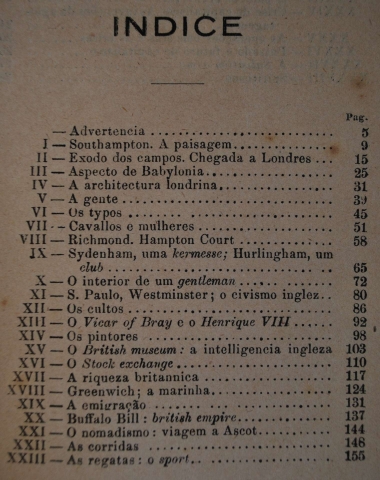 INDICE
Pag.
— Advertencia ........................ 5
I — Southampton. A paisagem ............... 9
II — Exodo dos campos. Chegada a Londres ... 15
III — Aspecto de Babylonia .................. 25
IV — A architectura londrina ................ 31
V — A gente ........................ 39
VI — Os typos ........................ 45
VII — Cavallos e mulheres .................. 51
VIII — Richmond. Hampton Court ............. 58
IX — Sydenham, uma kermesse; Hurlingham, um
club ........................ 65
X — O interior de um gentleman ............ 72
XI — S. Paulo, Westminster; o civismo inglez.. 80
XII — Os cultos ........................ 86
XIII — O Vicar of Bray e o Henrique VIII ...... 92
XIV — Os pintores ........................ 98
XV — O British museum: a intelligencia ingleza 103
XVI — O Stock exchange .................. 110
XVII — A riqueza britannica .................. 117
XVIII — Greenwich; a marinha ................ 124
XIX — A emigração ........................ 131
XX — Buffalo Bill: british empire ............ 137
XXI — O nomadismo: viagem a Ascot ......... 144
XXII — As corridas ........................ 148
XXIII — As regatas: o sport .................. 155